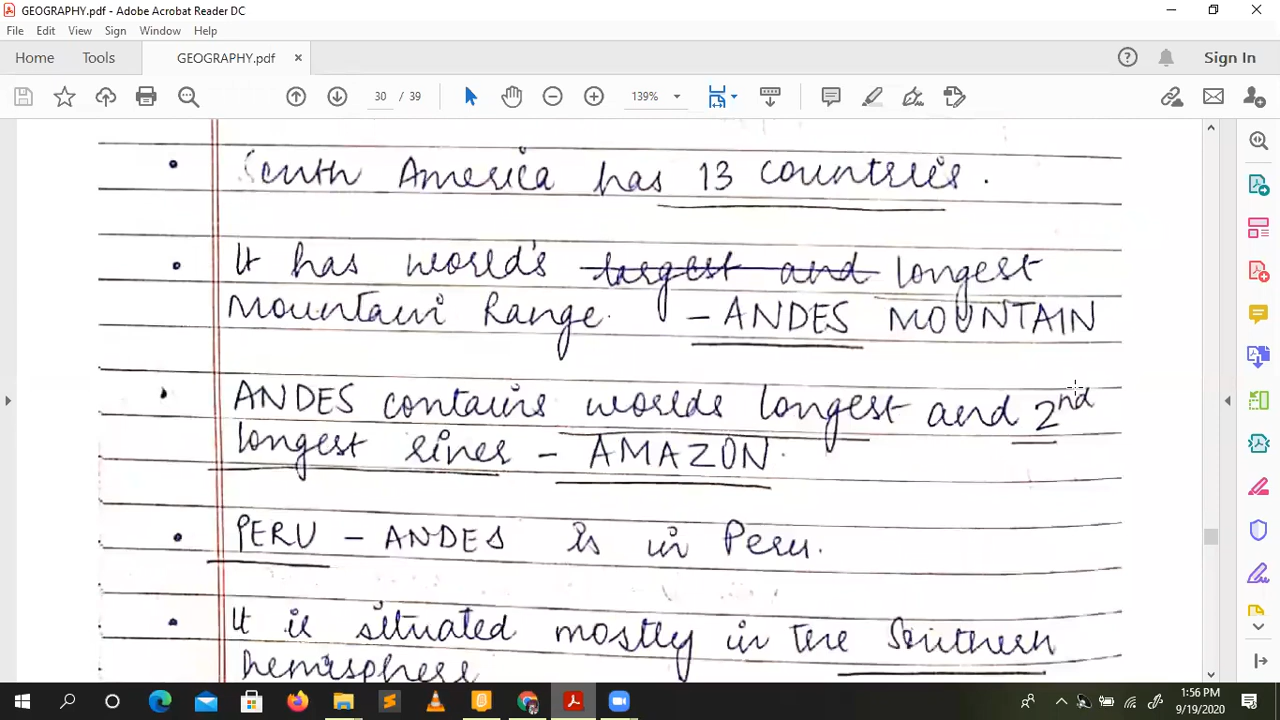 GEOGRAPHY.pdf - Adobe Acrobat Reader DC
File Edit View Sign Window Help
Home Tools GEOGRAPHY.pdf × Sign In
30 / 39 139%
South America has 13 countries.
It has world's largest and longest
Mountain Range. - ANDES MOUNTAIN
ANDES contains worlds longest and 2nd
longest river - AMAZON.
PERU - ANDES is in Peru.
It is situated mostly in the Southern
hemisphere
1:56 PM
9/19/2020